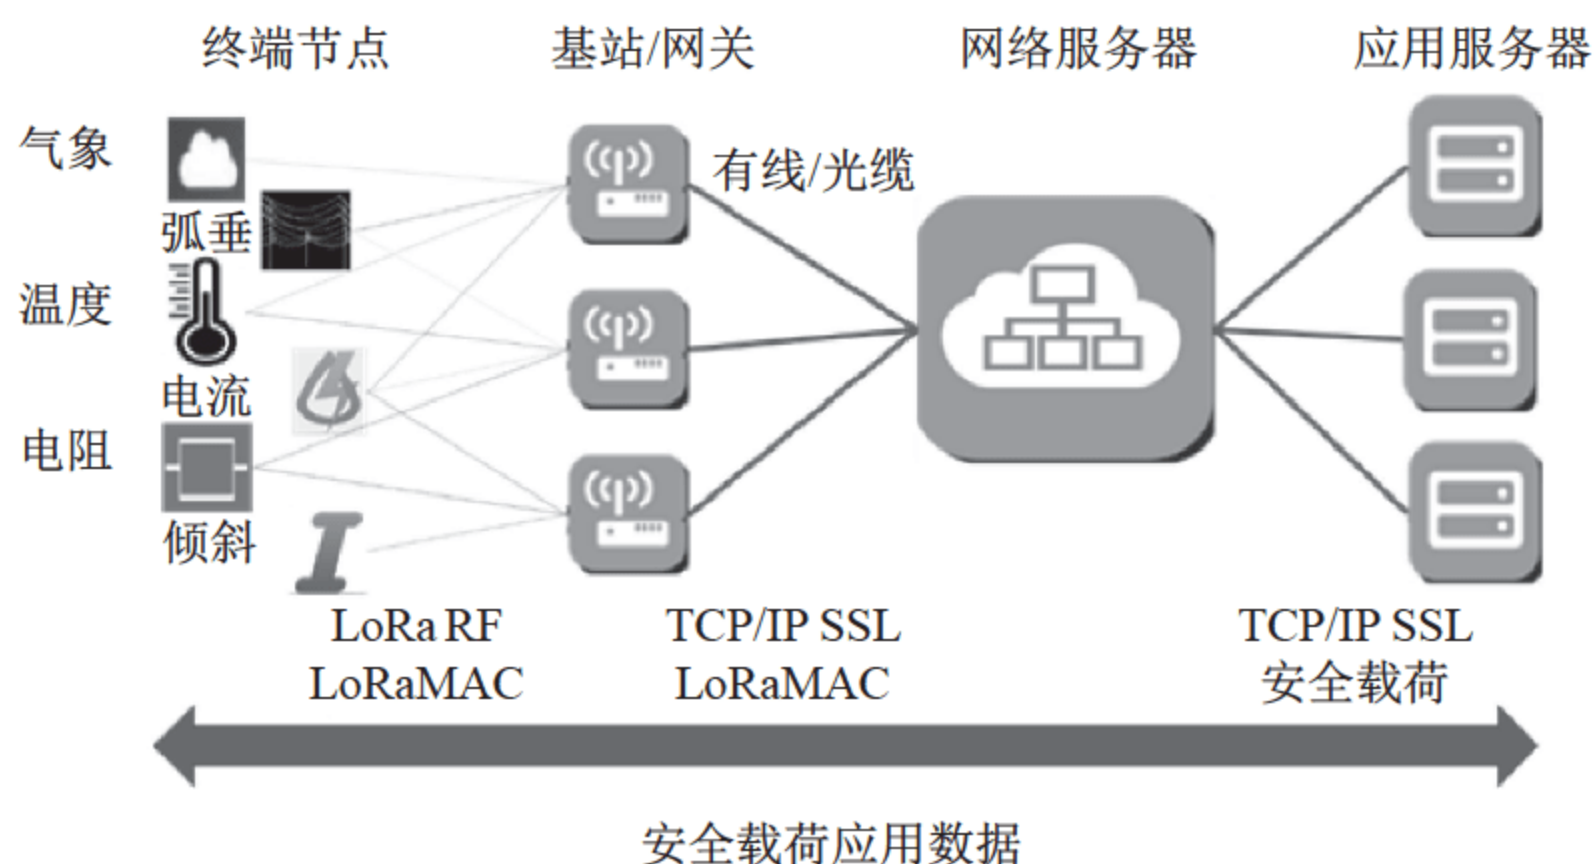 终端节点
基站/网关
网络服务器
应用服务器
气象
有线/光缆
弧垂
温度
电流
电阻
倾斜
LoRa RF
LoRaMAC
TCP/IP SSL
LoRaMAC
TCP/IP SSL
安全载荷
安全载荷应用数据